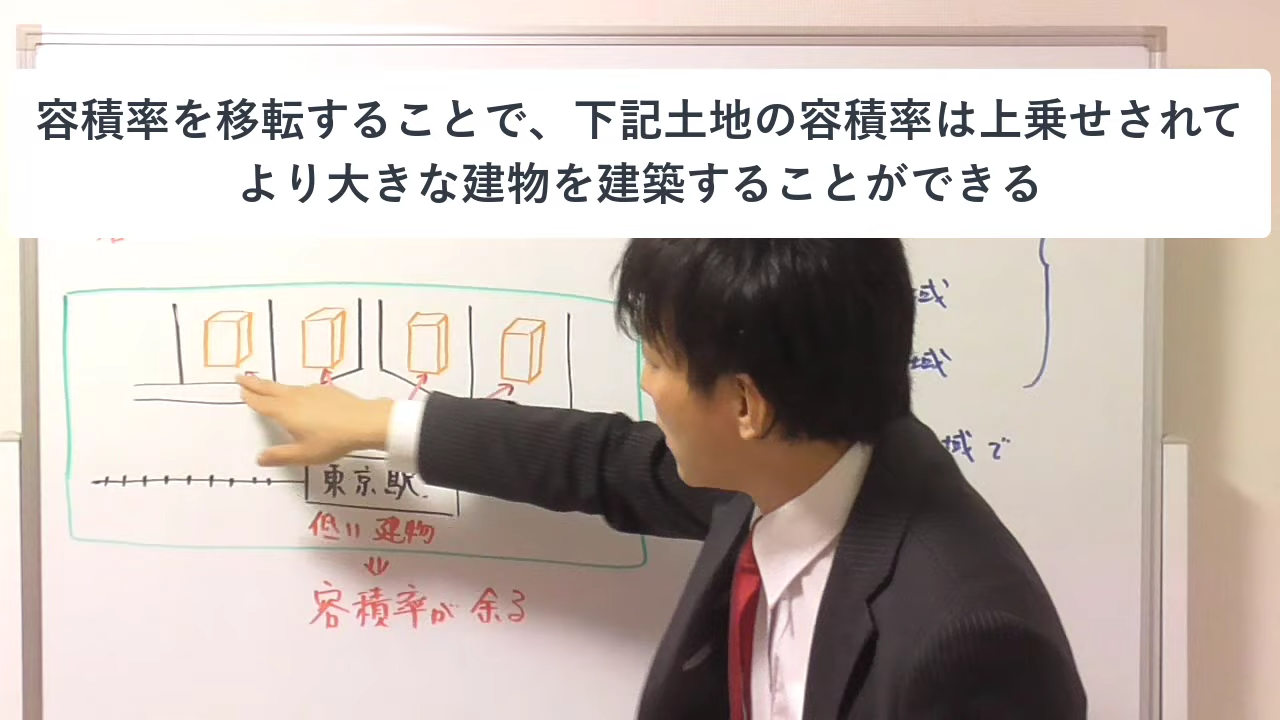 容積率を移転することで、下記土地の容積率は上乗せされて
より大きな建物を建築することができる
域
域
域で
東京駅
低い建物
容積率が余る